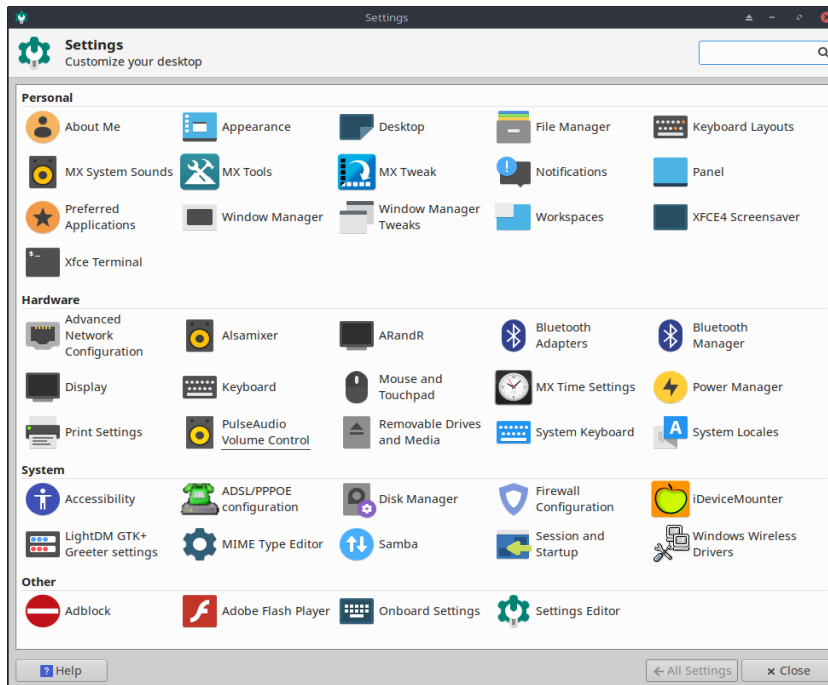 Settings
Settings
Customize your desktop
Personal
About Me
Appearance
Desktop
File Manager
Keyboard Layouts
MX System Sounds
MX Tools
MX Tweak
Notifications
Panel
Preferred
Applications
Window Manager
Window Manager
Tweaks
Workspaces
XFCE4 Screensaver
$_
Xfce Terminal
Hardware
Advanced
Network
Configuration
Alsamixer
ARandR
Bluetooth
Adapters
Bluetooth
Manager
Display
Keyboard
Mouse and
Touchpad
MX Time Settings
Power Manager
Print Settings
PulseAudio
Volume Control
Removable Drives
and Media
System Keyboard
A
System Locales
System
Accessibility
ADSL/PPPOE
configuration
Disk Manager
Firewall
Configuration
iDeviceMounter
LightDM GTK+
Greeter settings
MIME Type Editor
Samba
Session and
Startup
Windows Wireless
Drivers
Other
Adblock
Adobe Flash Player
Onboard Settings
Settings Editor
? Help
← All Settings
× Close